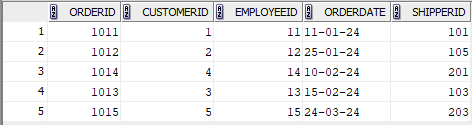 ORDERID CUSTOMERID EMPLOYEEID ORDERDATE SHIPPERID
1 1011 1 11 11-01-24 101
2 1012 2 12 25-01-24 105
3 1014 4 14 10-02-24 201
4 1013 3 13 15-02-24 103
5 1015 5 15 24-03-24 203